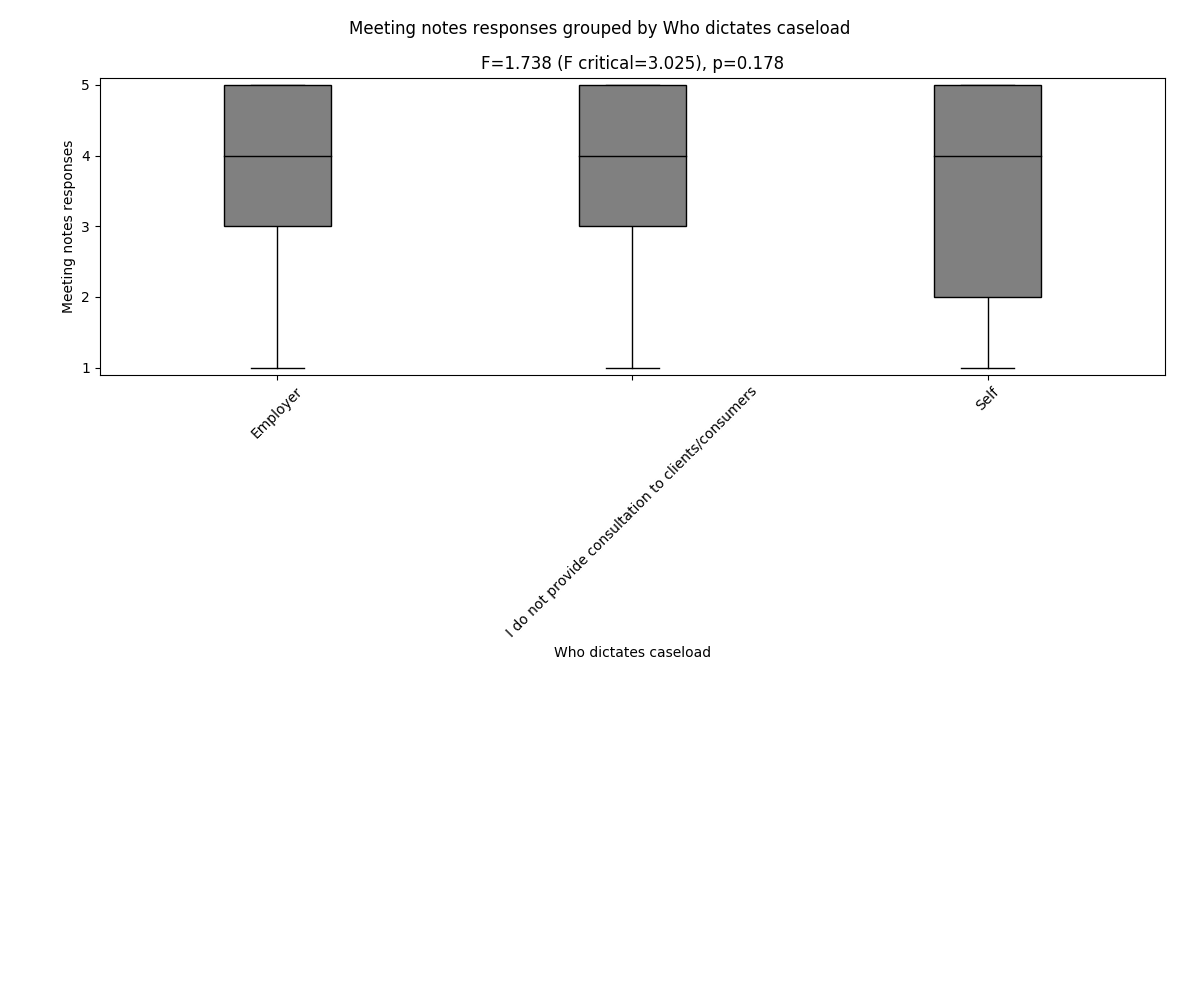 Meeting notes responses grouped by Who dictates caseload
F=1.738 (F critical=3.025), p=0.178
Meeting notes responses
5
4
3
2
1
Employer
I do not provide consultation to clients/consumers
Self
Who dictates caseload